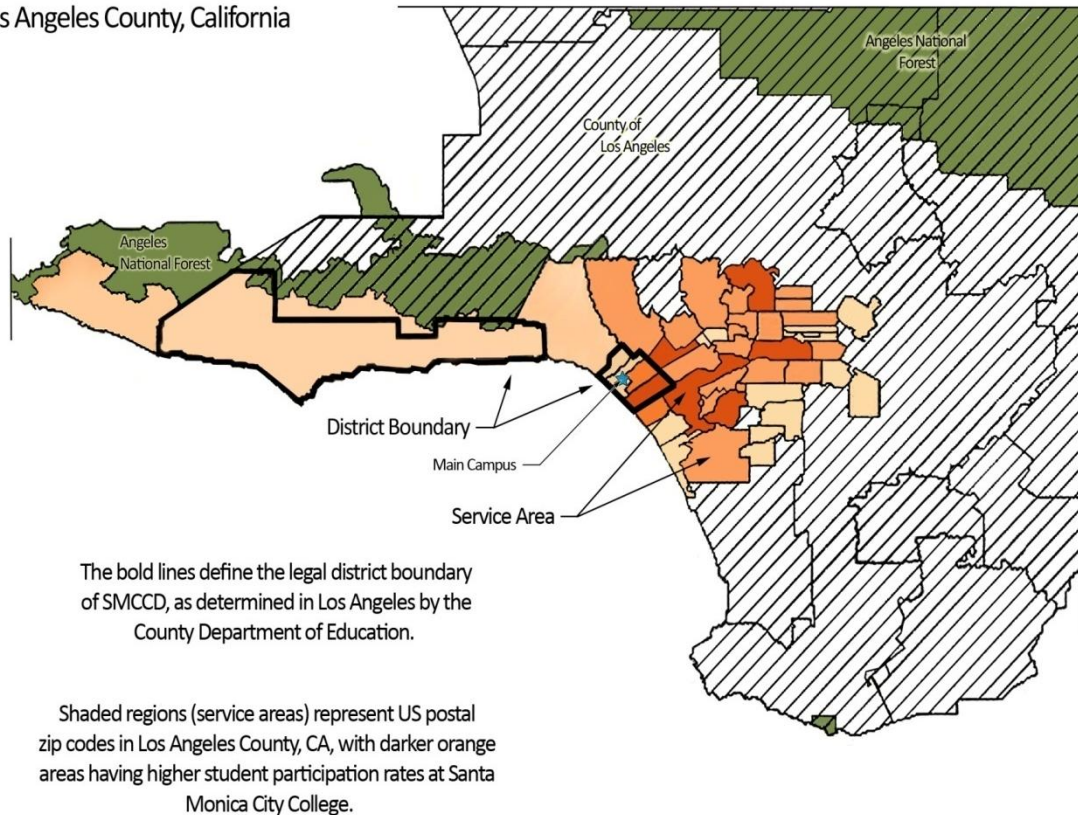 s Angeles County, California
Angeles National
Forest
County of
Los Angeles
Angeles
National Forest
District Boundary
Main Campus
Service Area
The bold lines define the legal district boundary
of SMCCD, as determined in Los Angeles by the
County Department of Education.
Shaded regions (service areas) represent US postal
zip codes in Los Angeles County, CA, with darker orange
areas having higher student participation rates at Santa
Monica City College.